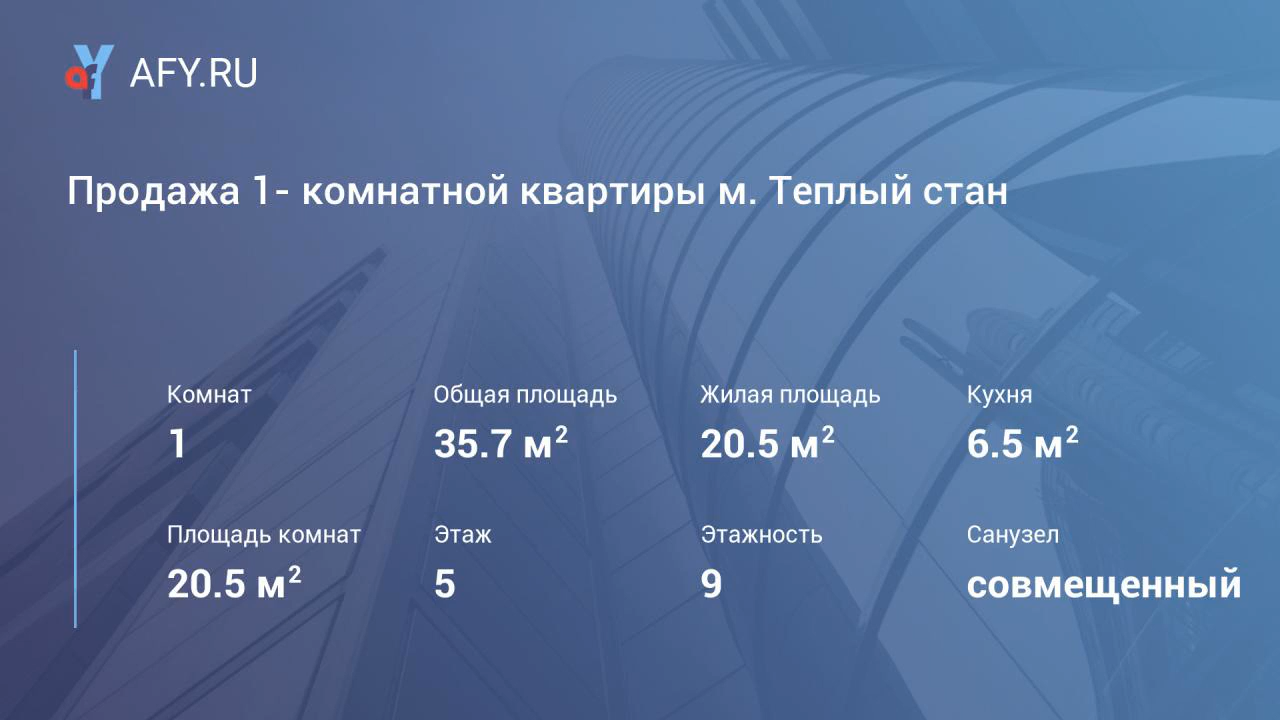 AFY.RU
Продажа 1- комнатной квартиры м. Теплый стан
Комнат
Общая площадь
Жилая площадь
Кухня
1
35.7 м²
20.5 м²
6.5 м²
Площадь комнат
Этаж
Этажность
Санузел
20.5 м²
5
9
совмещенный